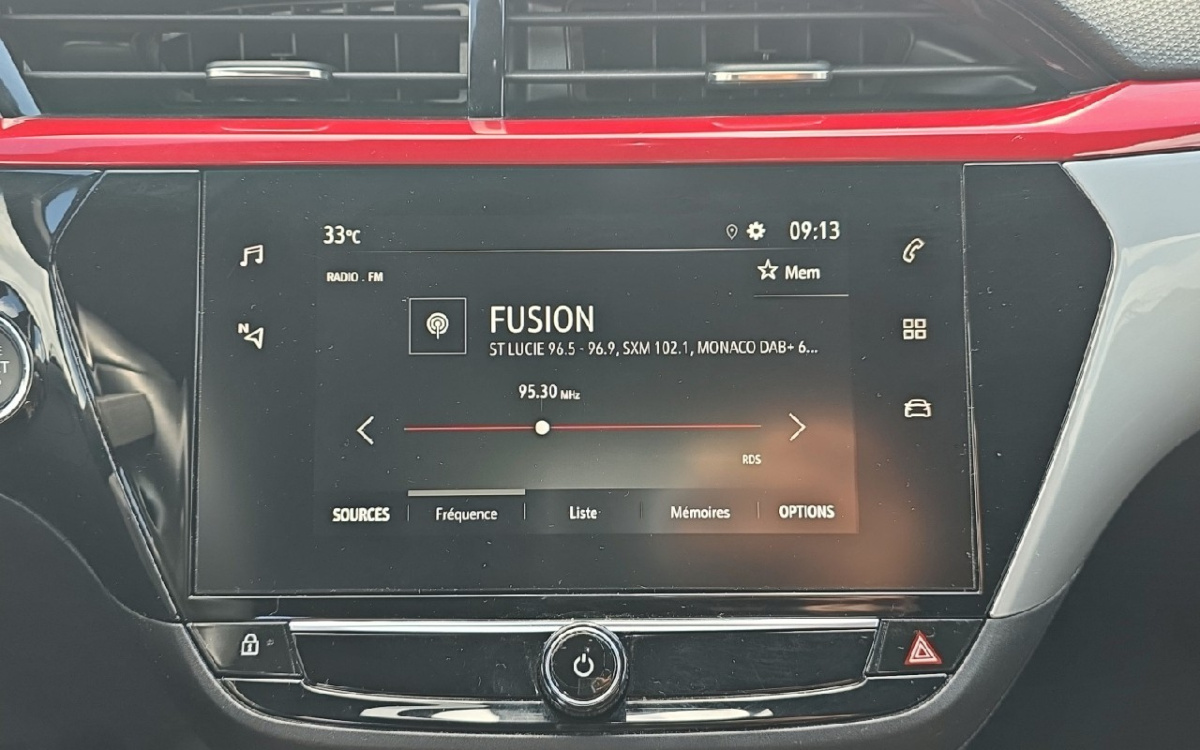 33°C
09:13
RADIO . FM
Mem
N
FUSION
ST LUCIE 96.5 - 96.9, SXM 102.1, MONACO DAB+ 6...
95.30 MHz
RDS
SOURCES
Fréquence
Liste
Mémoires
OPTIONS